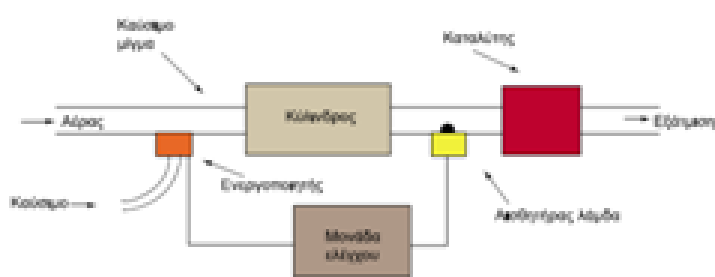 Καύσιμο
μίγμα
Καταλύτης
Κύλινδρος
Αέρας
Εξάτμιση
Ενεργοποιητής
Καύσιμο
Αισθητήρας λάμδα
Μονάδα
ελέγχου